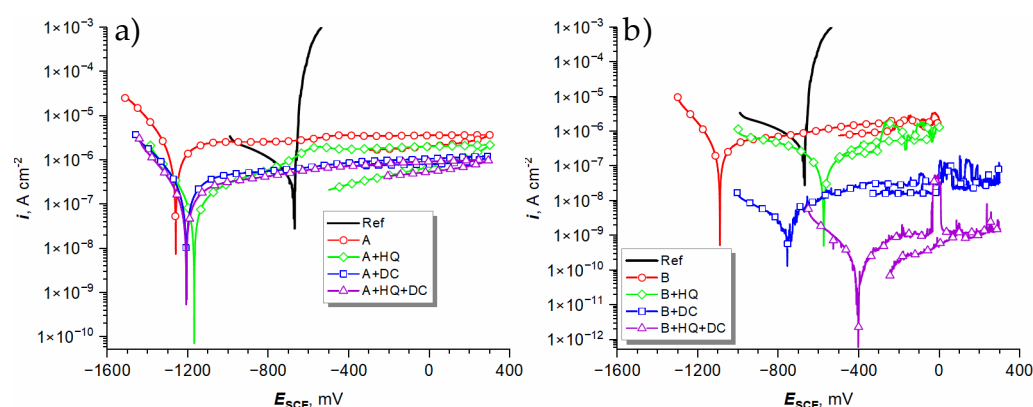 a)
1×10⁻³
1×10⁻⁴
1×10⁻⁵
1×10⁻⁶
1×10⁻⁷
1×10⁻⁸
1×10⁻⁹
1×10⁻¹⁰
i, A cm⁻²
Ref
A
A+HQ
A+DC
A+HQ+DC
−1600 −1200 −800 −400 0 400
E_SCE, mV
b)
1×10⁻³
1×10⁻⁴
1×10⁻⁵
1×10⁻⁶
1×10⁻⁷
1×10⁻⁸
1×10⁻⁹
1×10⁻¹⁰
1×10⁻¹¹
1×10⁻¹²
i, A cm⁻²
Ref
B
B+HQ
B+DC
B+HQ+DC
−1600 −1200 −800 −400 0 400
E_SCE, mV